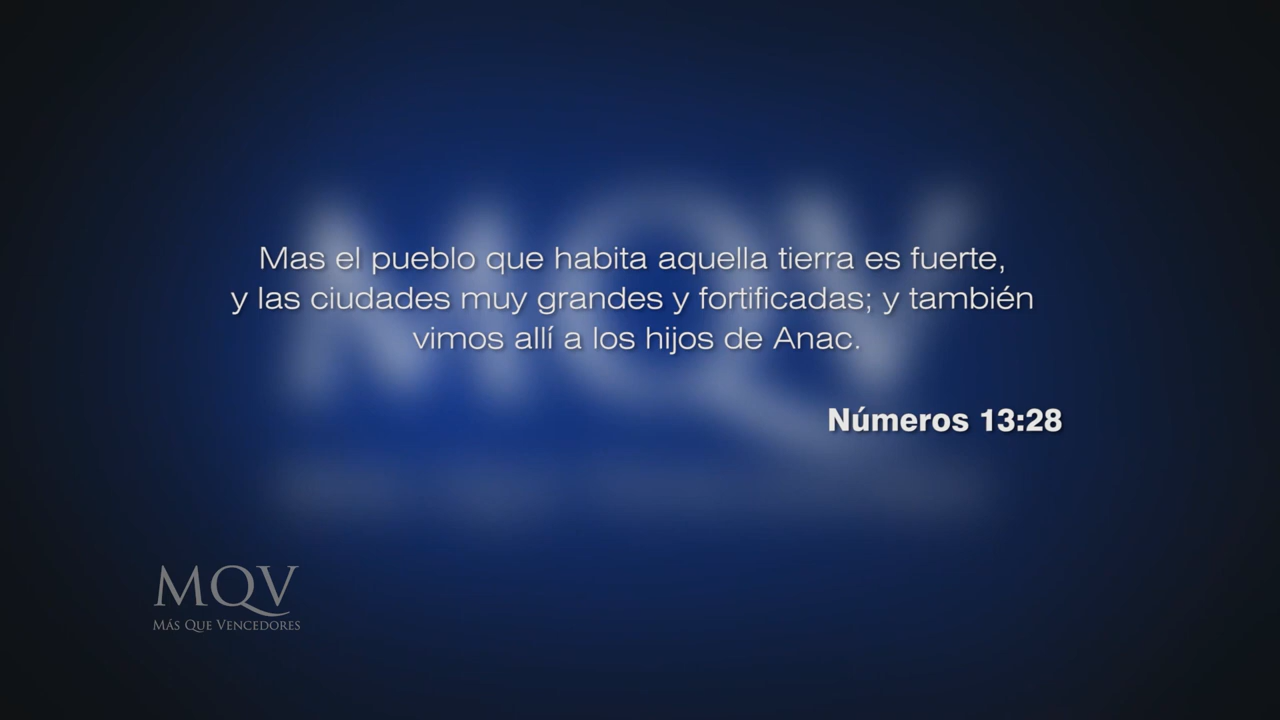 Mas el pueblo que habita aquella tierra es fuerte,
y las ciudades muy grandes y fortificadas; y también
vimos allí a los hijos de Anac.
Números 13:28
MQV
MÁS QUE VENCEDORES